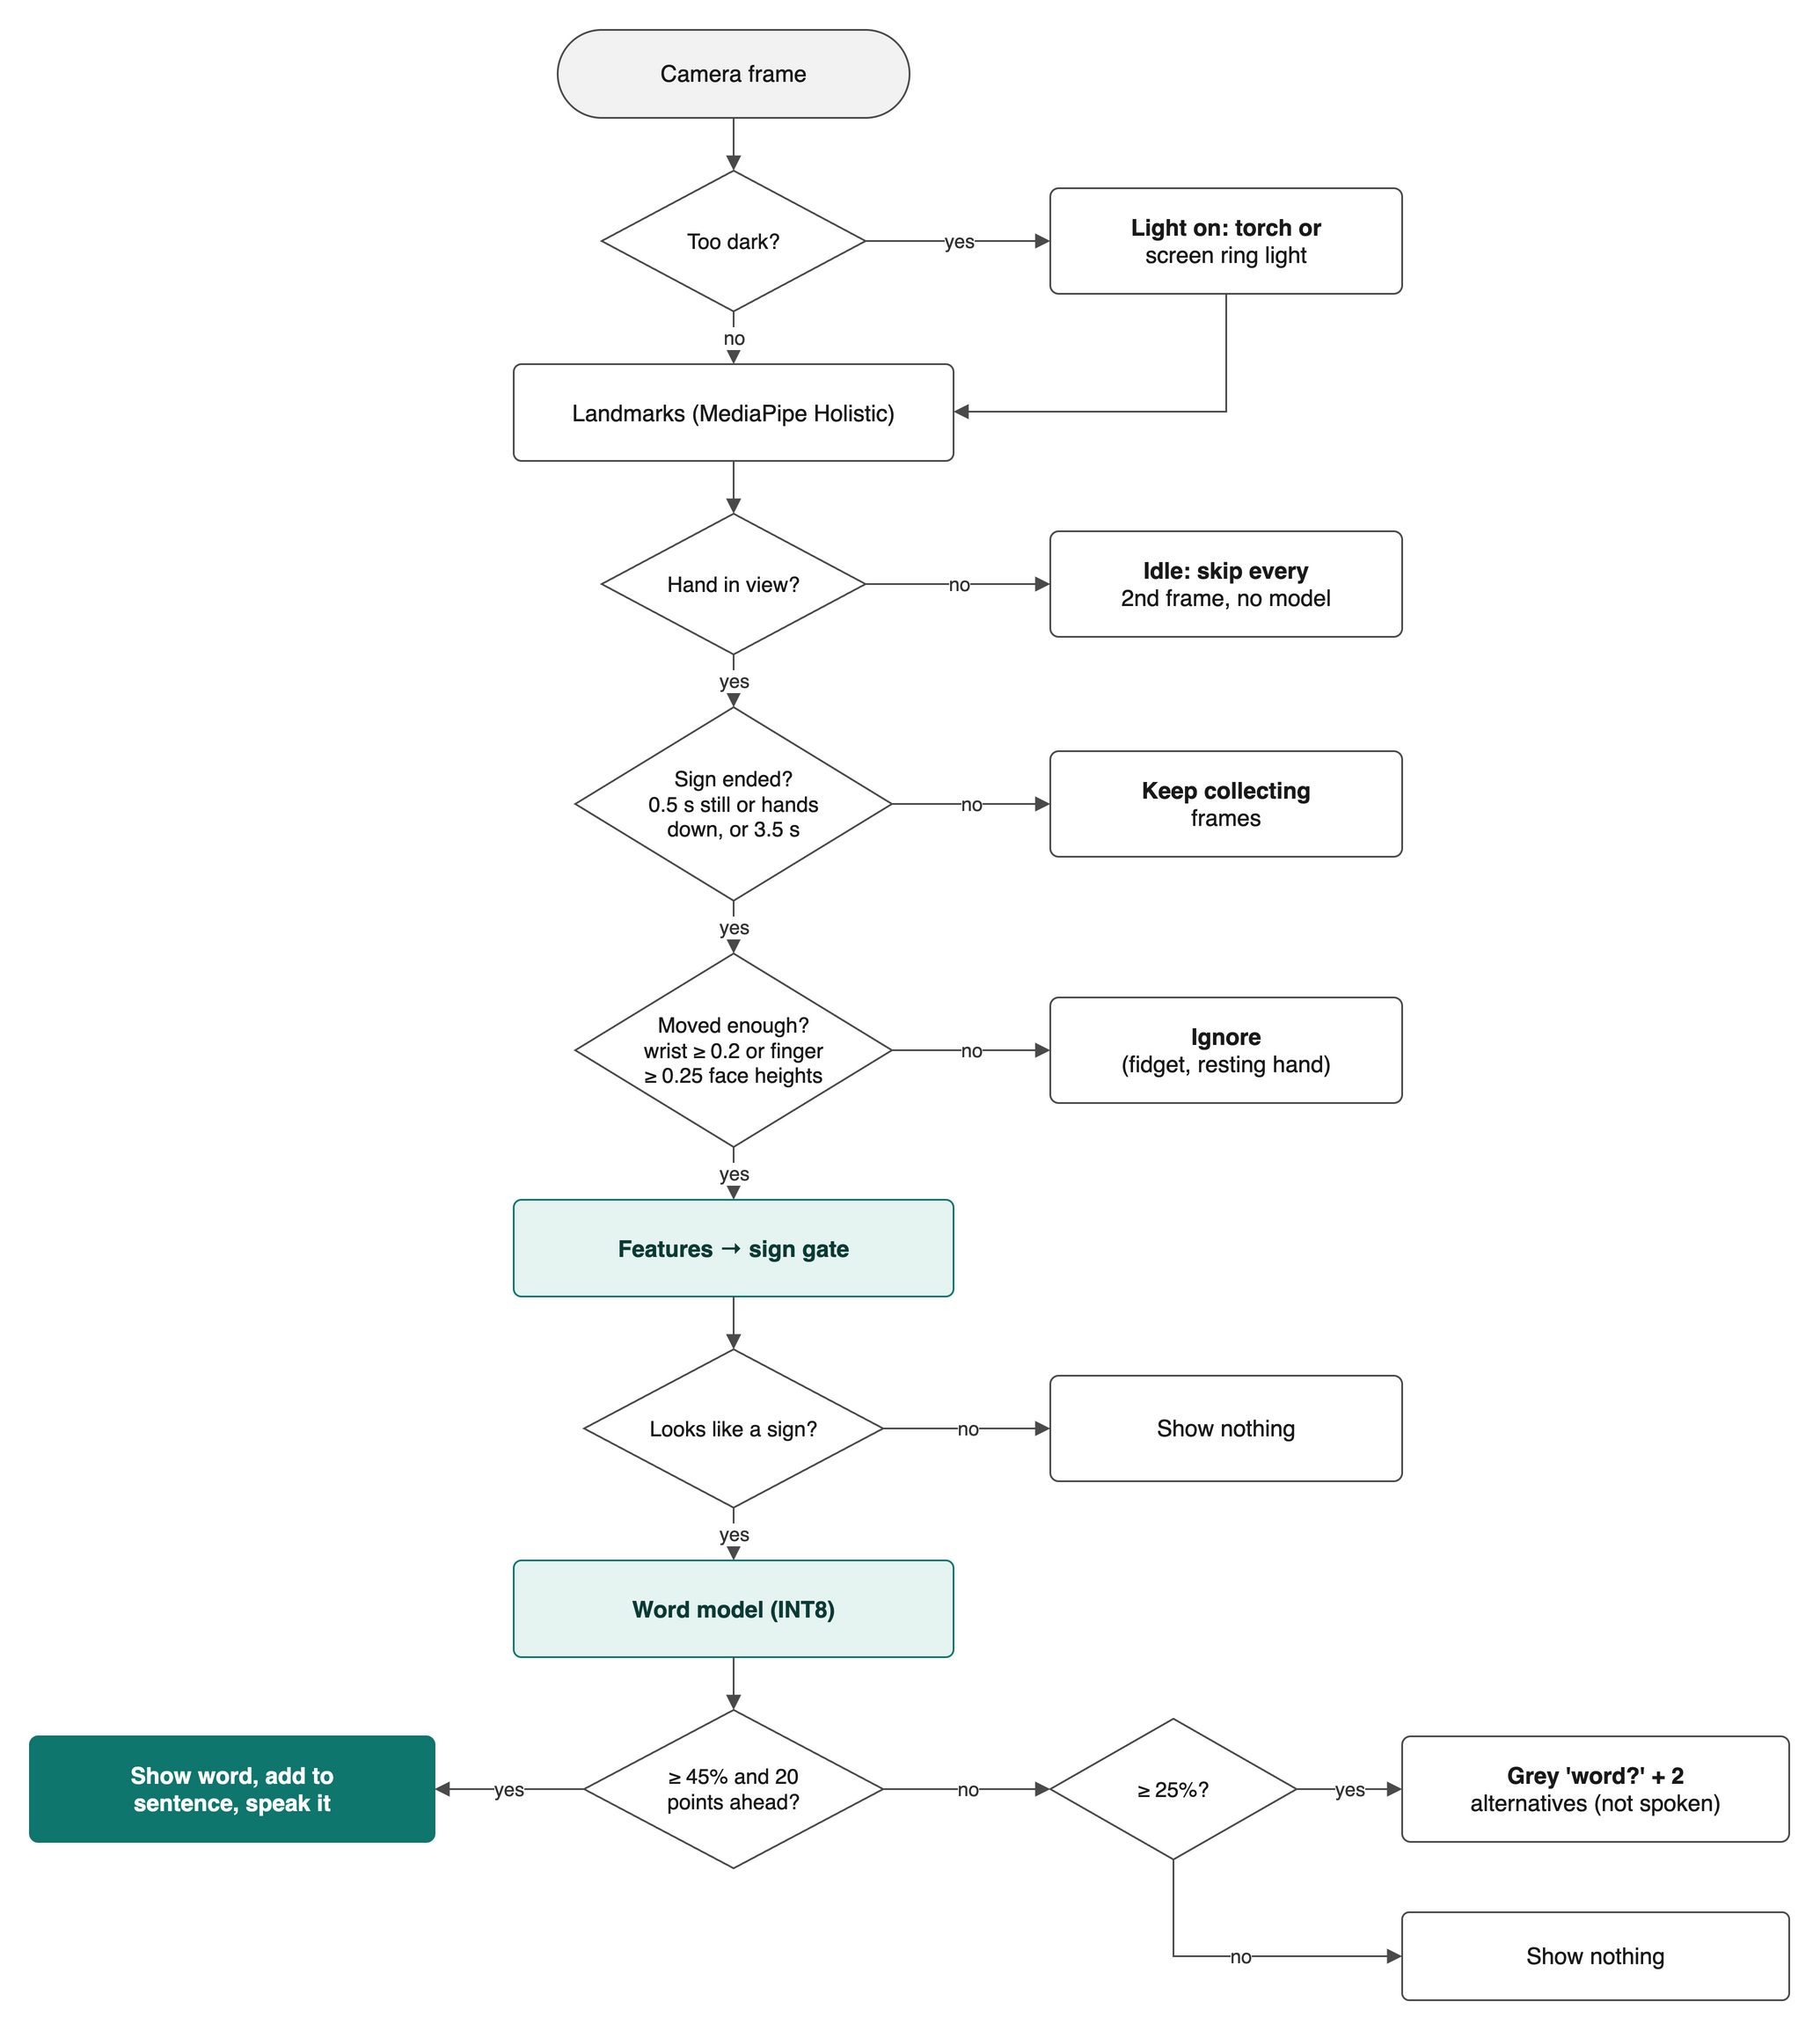 Camera frame
Too dark?
yes
Light on: torch or
screen ring light
no
Landmarks (MediaPipe Holistic)
Hand in view?
no
Idle: skip every
2nd frame, no model
yes
Sign ended?
0.5 s still or hands
down, or 3.5 s
no
Keep collecting
frames
yes
Moved enough?
wrist ≥ 0.2 or finger
≥ 0.25 face heights
no
Ignore
(fidget, resting hand)
yes
Features → sign gate
Looks like a sign?
no
Show nothing
yes
Word model (INT8)
Show word, add to
sentence, speak it
yes
≥ 45% and 20
points ahead?
no
≥ 25%?
yes
Grey 'word?' + 2
alternatives (not spoken)
no
Show nothing